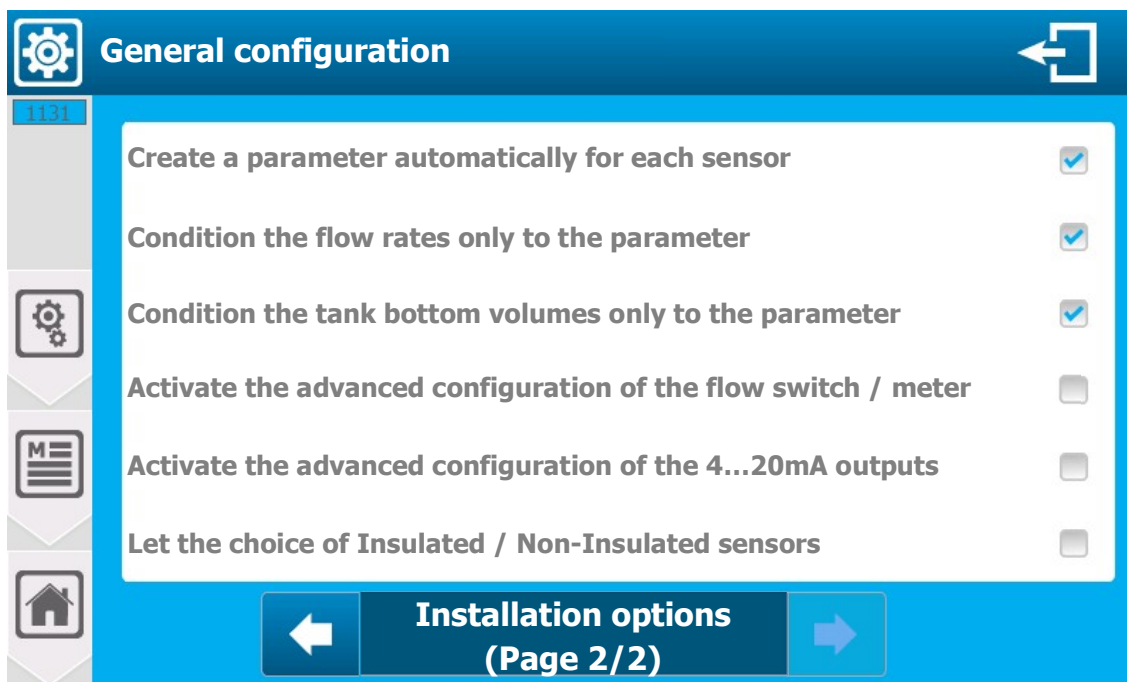 General configuration
1131
Create a parameter automatically for each sensor
Condition the flow rates only to the parameter
Condition the tank bottom volumes only to the parameter
Activate the advanced configuration of the flow switch / meter
M
Activate the advanced configuration of the 4...20mA outputs
Let the choice of Insulated / Non-Insulated sensors
Installation options
(Page 2/2)